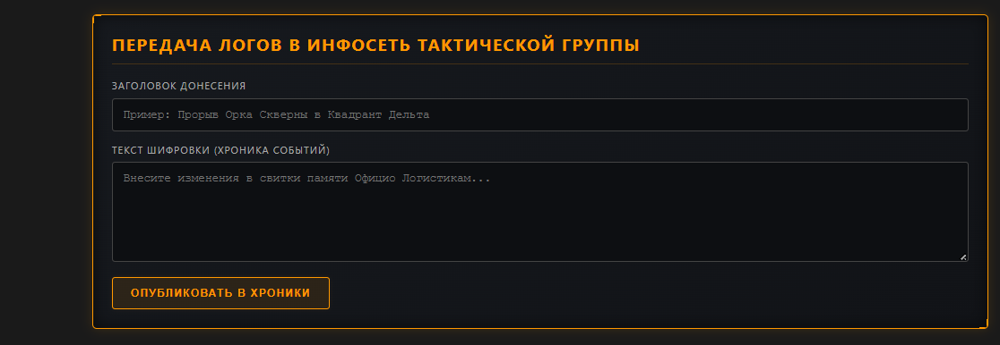 ПЕРЕДАЧА ЛОГОВ В ИНФОСЕТЬ ТАКТИЧЕСКОЙ ГРУППЫ
ЗАГОЛОВОК ДОНЕСЕНИЯ
Пример: Прорыв Орка Скверны в Квадрант Дельта
ТЕКСТ ШИФРОВКИ (ХРОНИКА СОБЫТИЙ)
Внесите изменения в свитки памяти Официо Логистикам...
ОПУБЛИКОВАТЬ В ХРОНИКИ